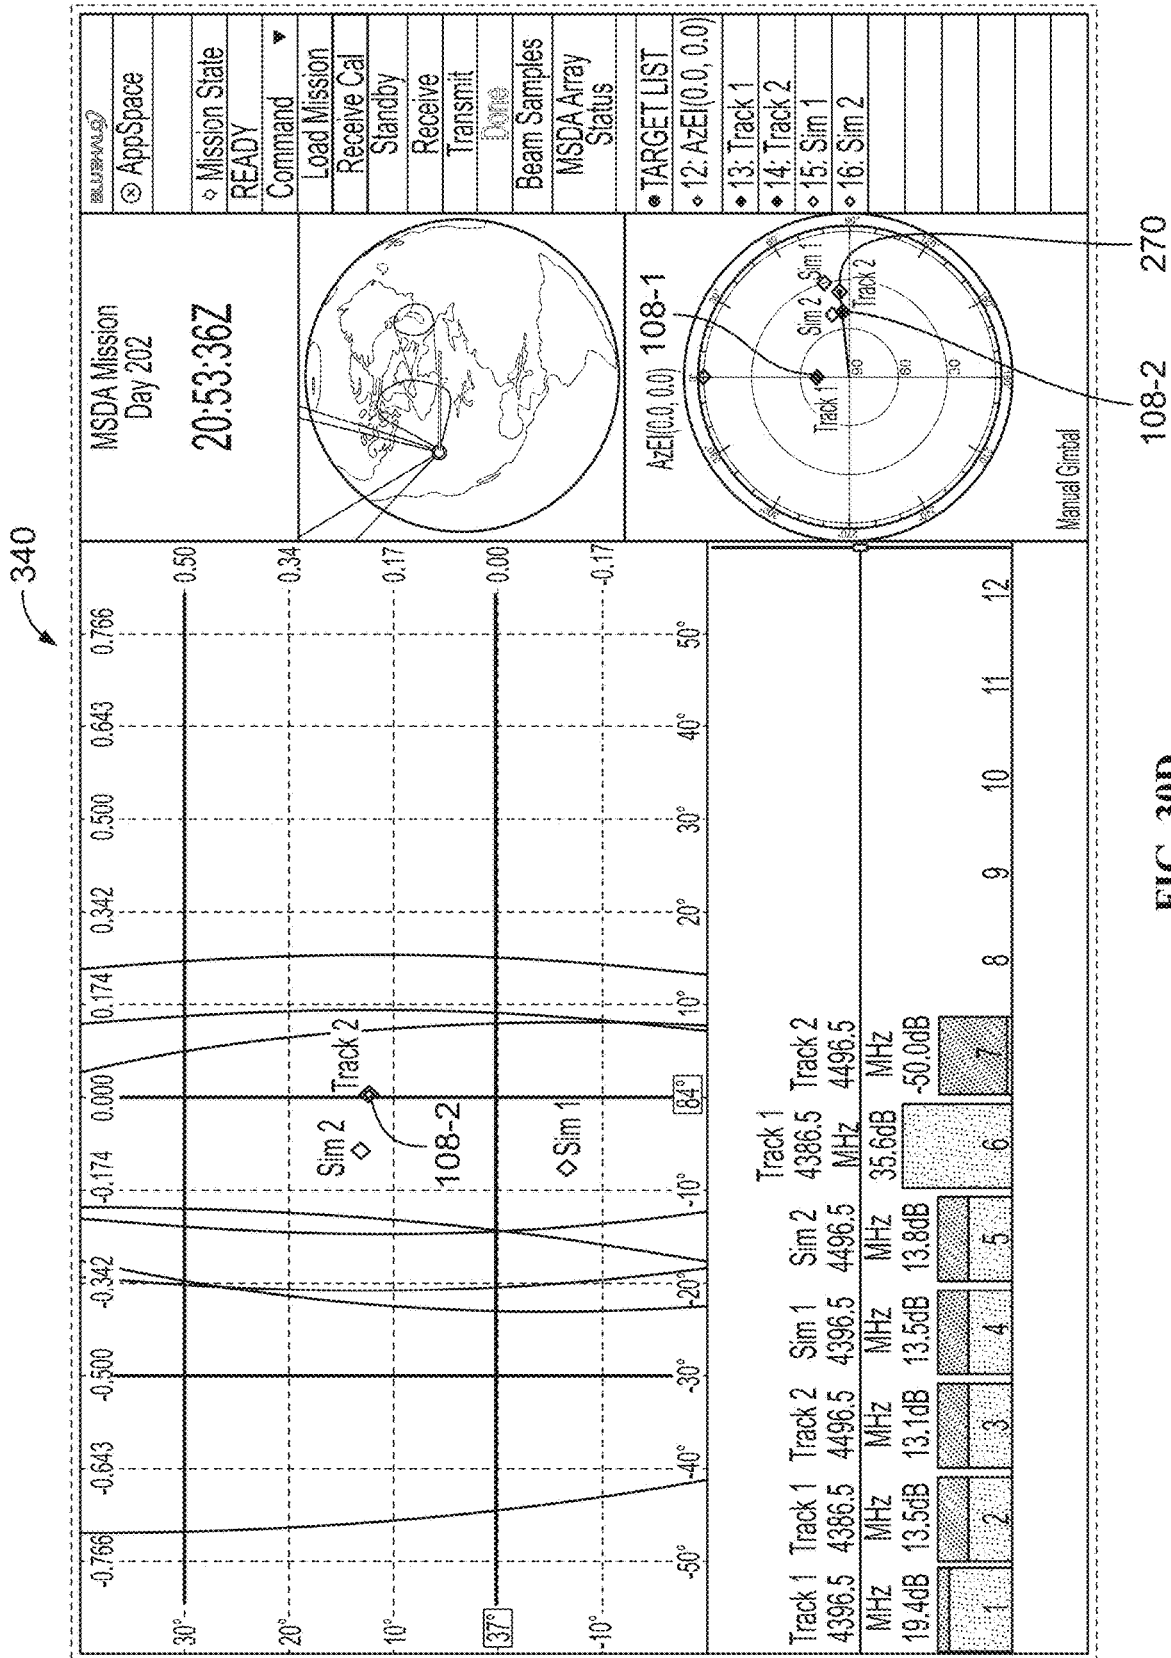 340
MSDA Mission
Day 202
20:53:36Z
BLUEHALO
AppSpace
Mission State
READY
Command ▼
Load Mission
Receive Cal
Standby
Receive
Transmit
Done
Beam Samples
MSDA Array
Status
TARGET LIST
12: AzEl(0.0, 0.0)
13: Track 1
14: Track 2
15: Sim 1
16: Sim 2
-0.766 -0.643 -0.500 -0.342 -0.174 0.000 0.174 0.342 0.500 0.643 0.766
30° 0.50
20° 0.34
10° 0.17
37° 0.00
-10° -0.17
-50° -40° -30° -20° -10° 84° 10° 20° 30° 40° 50°
Sim 2
Track 2
108-2
Sim 1
AzEl(0.0, 0.0)
108-1
Track 1
Sim 2
Sim 1
Track 2
90
60
30
Manual Gimbal
108-2
270
Track 1 Track 1 Track 2 Sim 1 Sim 2 Track 1 Track 2
4396.5 4386.5 4496.5 4396.5 4496.5 4386.5 4496.5
MHz MHz MHz MHz MHz MHz MHz
19.4dB 13.5dB 13.1dB 13.5dB 13.8dB 35.6dB -50.0dB
1 2 3 4 5 6 7 8 9 10 11 12